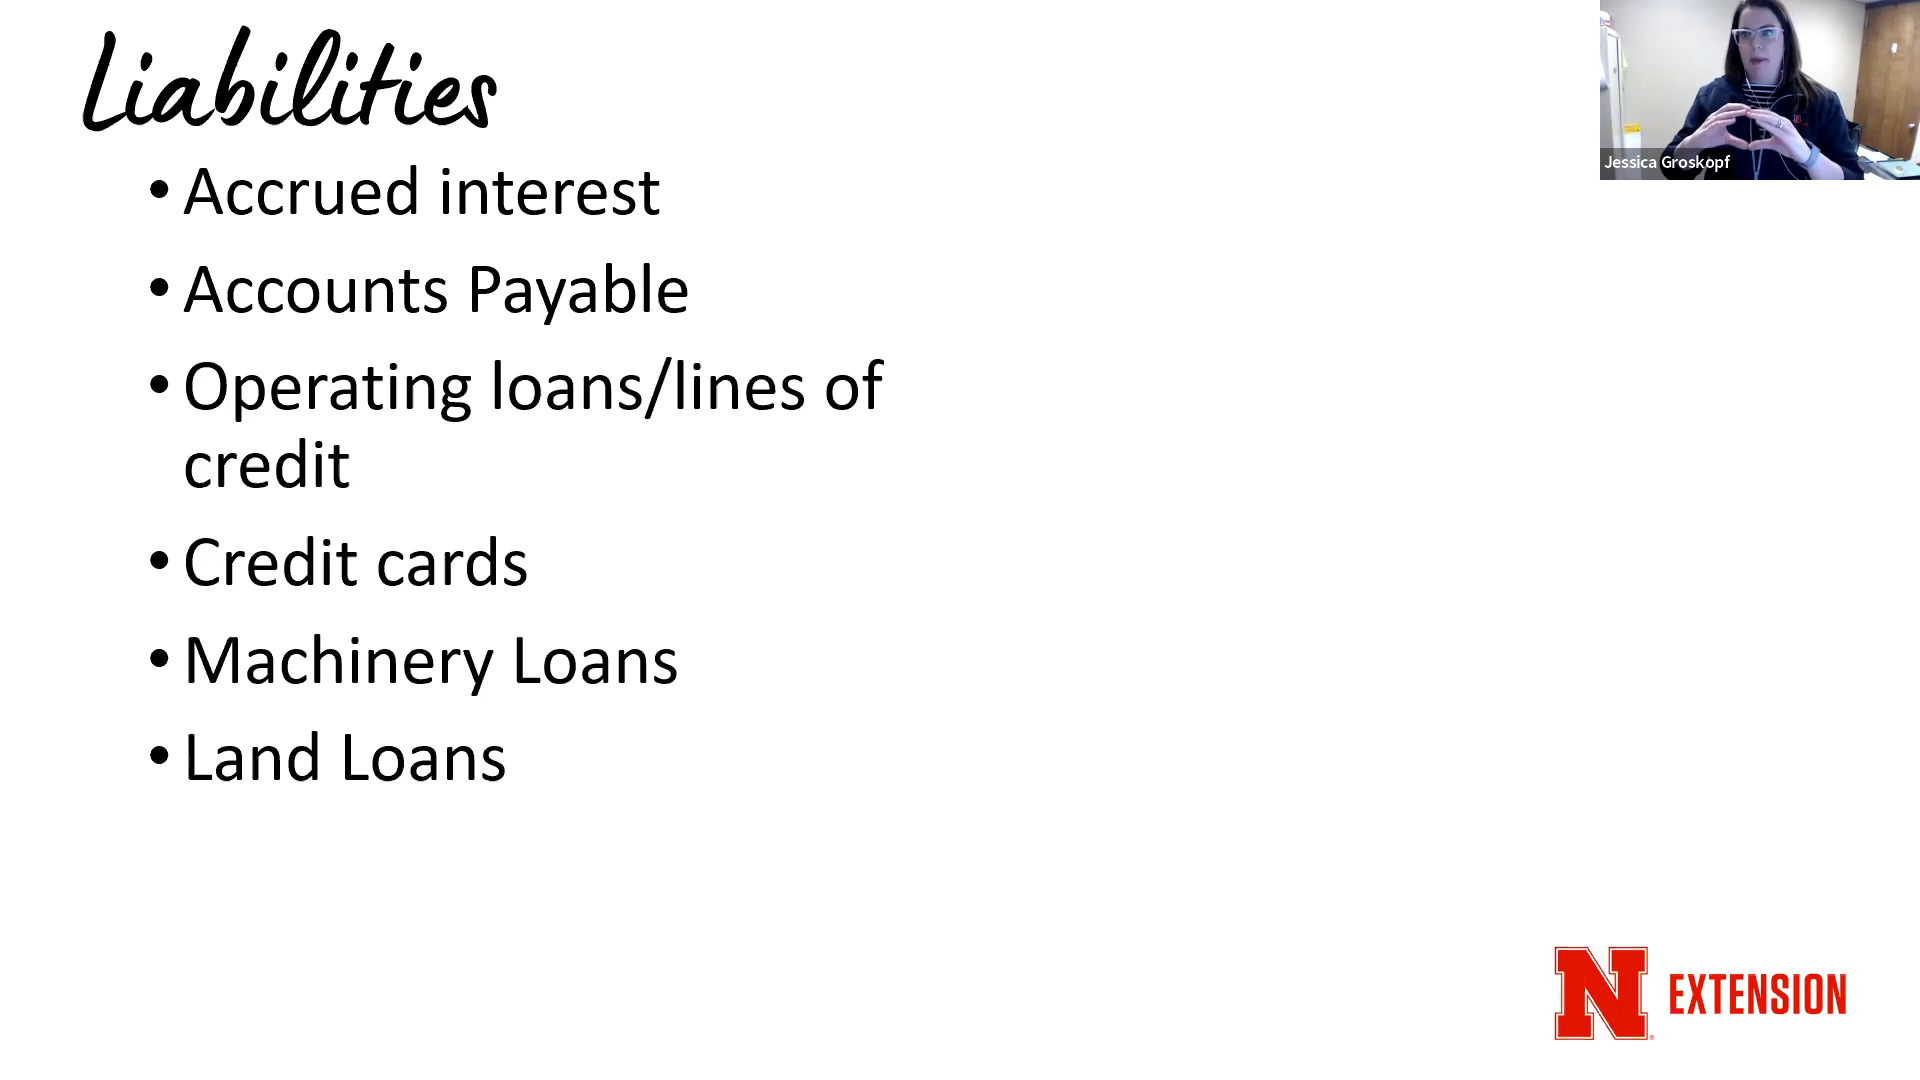 Liabilities
• Accrued interest
• Accounts Payable
• Operating loans/lines of
credit
• Credit cards
• Machinery Loans
• Land Loans
Jessica Groskopf
N EXTENSION